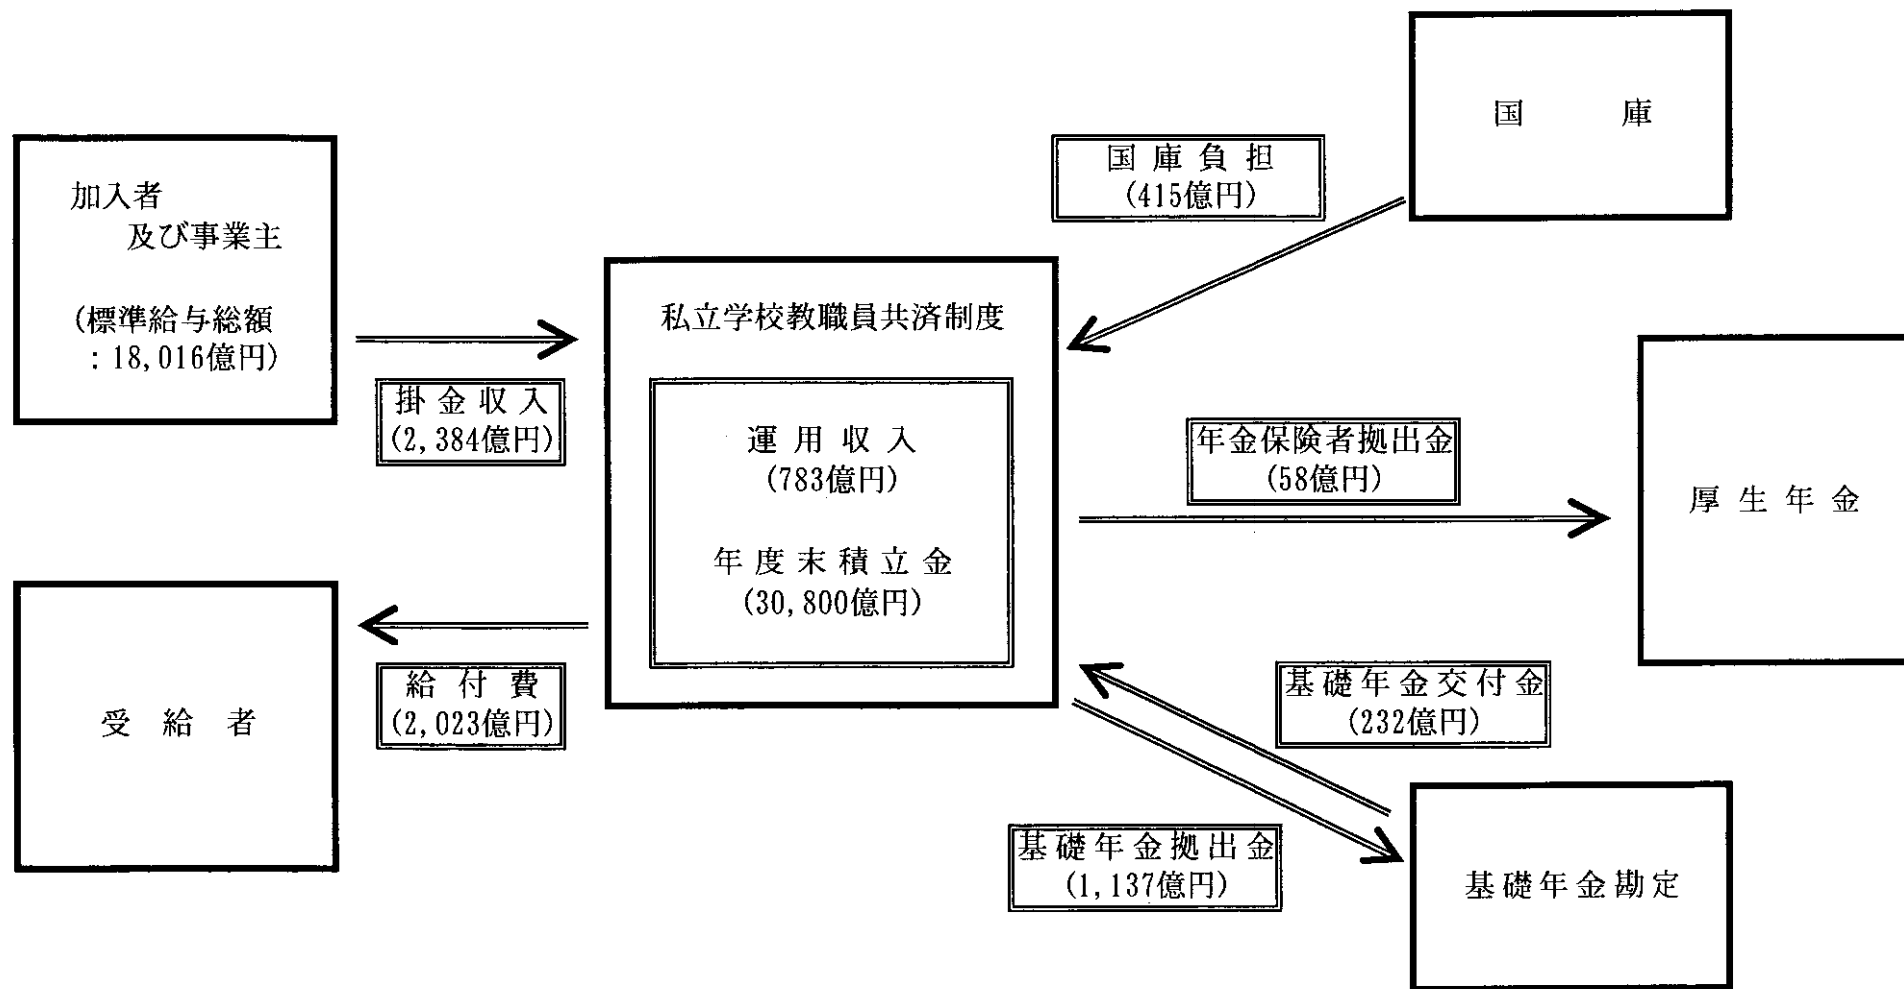 国庫
国庫負担
(415億円)
加入者
及び事業主
(標準給与総額
:18,016億円)
掛金収入
(2,384億円)
私立学校教職員共済制度
運用収入
(783億円)
年度末積立金
(30,800億円)
年金保険者拠出金
(58億円)
厚生年金
給付費
(2,023億円)
受給者
基礎年金交付金
(232億円)
基礎年金拠出金
(1,137億円)
基礎年金勘定